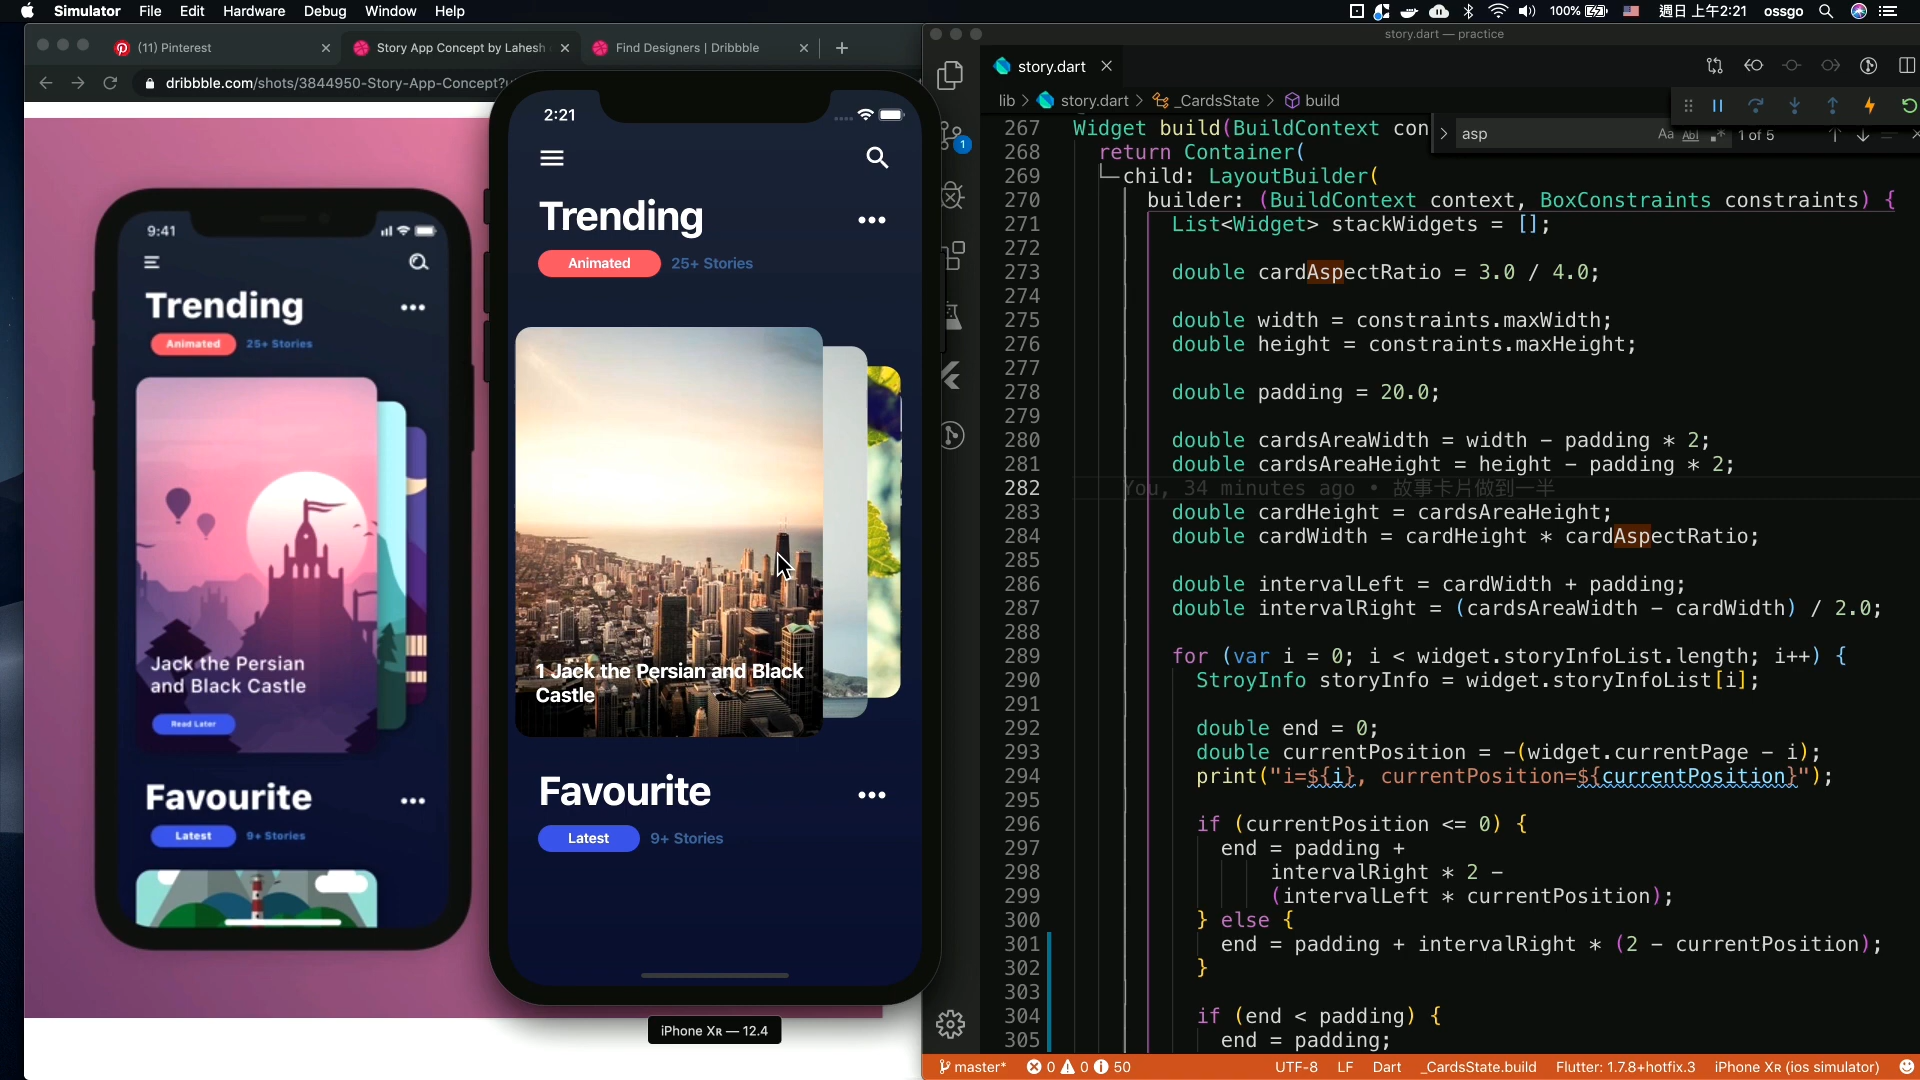 Simulator File Edit Hardware Debug Window Help
100% 週日 上午2:21 ossgo
(11) Pinterest
Story App Concept by Lahesh
Find Designers | Dribbble
dribbble.com/shots/3844950-Story-App-Concept?u
9:41
Trending
Animated 25+ Stories
Jack the Persian
and Black Castle
Read Later
Favourite
Latest 9+ Stories
2:21
Trending
Animated 25+ Stories
1 Jack the Persian and Black
Castle
Favourite
Latest 9+ Stories
iPhone Xʀ — 12.4
story.dart — practice
story.dart
lib > story.dart > _CardsState > build
asp
Aa Abl .* 1 of 5
1
267 Widget build(BuildContext con
268 return Container(
269 child: LayoutBuilder(
270 builder: (BuildContext context, BoxConstraints constraints) {
271 List<Widget> stackWidgets = [];
272
273 double cardAspectRatio = 3.0 / 4.0;
274
275 double width = constraints.maxWidth;
276 double height = constraints.maxHeight;
277
278 double padding = 20.0;
279
280 double cardsAreaWidth = width - padding * 2;
281 double cardsAreaHeight = height - padding * 2;
282 You, 34 minutes ago • 故事卡片做到一半
283 double cardHeight = cardsAreaHeight;
284 double cardWidth = cardHeight * cardAspectRatio;
285
286 double intervalLeft = cardWidth + padding;
287 double intervalRight = (cardsAreaWidth - cardWidth) / 2.0;
288
289 for (var i = 0; i < widget.storyInfoList.length; i++) {
290 StroyInfo storyInfo = widget.storyInfoList[i];
291
292 double end = 0;
293 double currentPosition = -(widget.currentPage - i);
294 print("i=${i}, currentPosition=${currentPosition}");
295
296 if (currentPosition <= 0) {
297 end = padding +
298 intervalRight * 2 -
299 (intervalLeft * currentPosition);
300 } else {
301 end = padding + intervalRight * (2 - currentPosition);
302 }
303
304 if (end < padding) {
305 end = padding;
master* 0 0 50 UTF-8 LF Dart _CardsState.build Flutter: 1.7.8+hotfix.3 iPhone Xʀ (ios simulator)